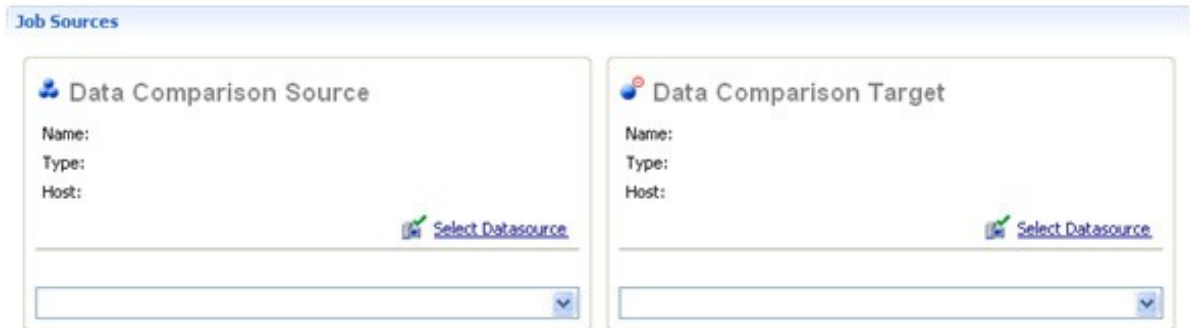 Job Sources
Data Comparison Source
Name:
Type:
Host:
Select Datasource
Data Comparison Target
Name:
Type:
Host:
Select Datasource